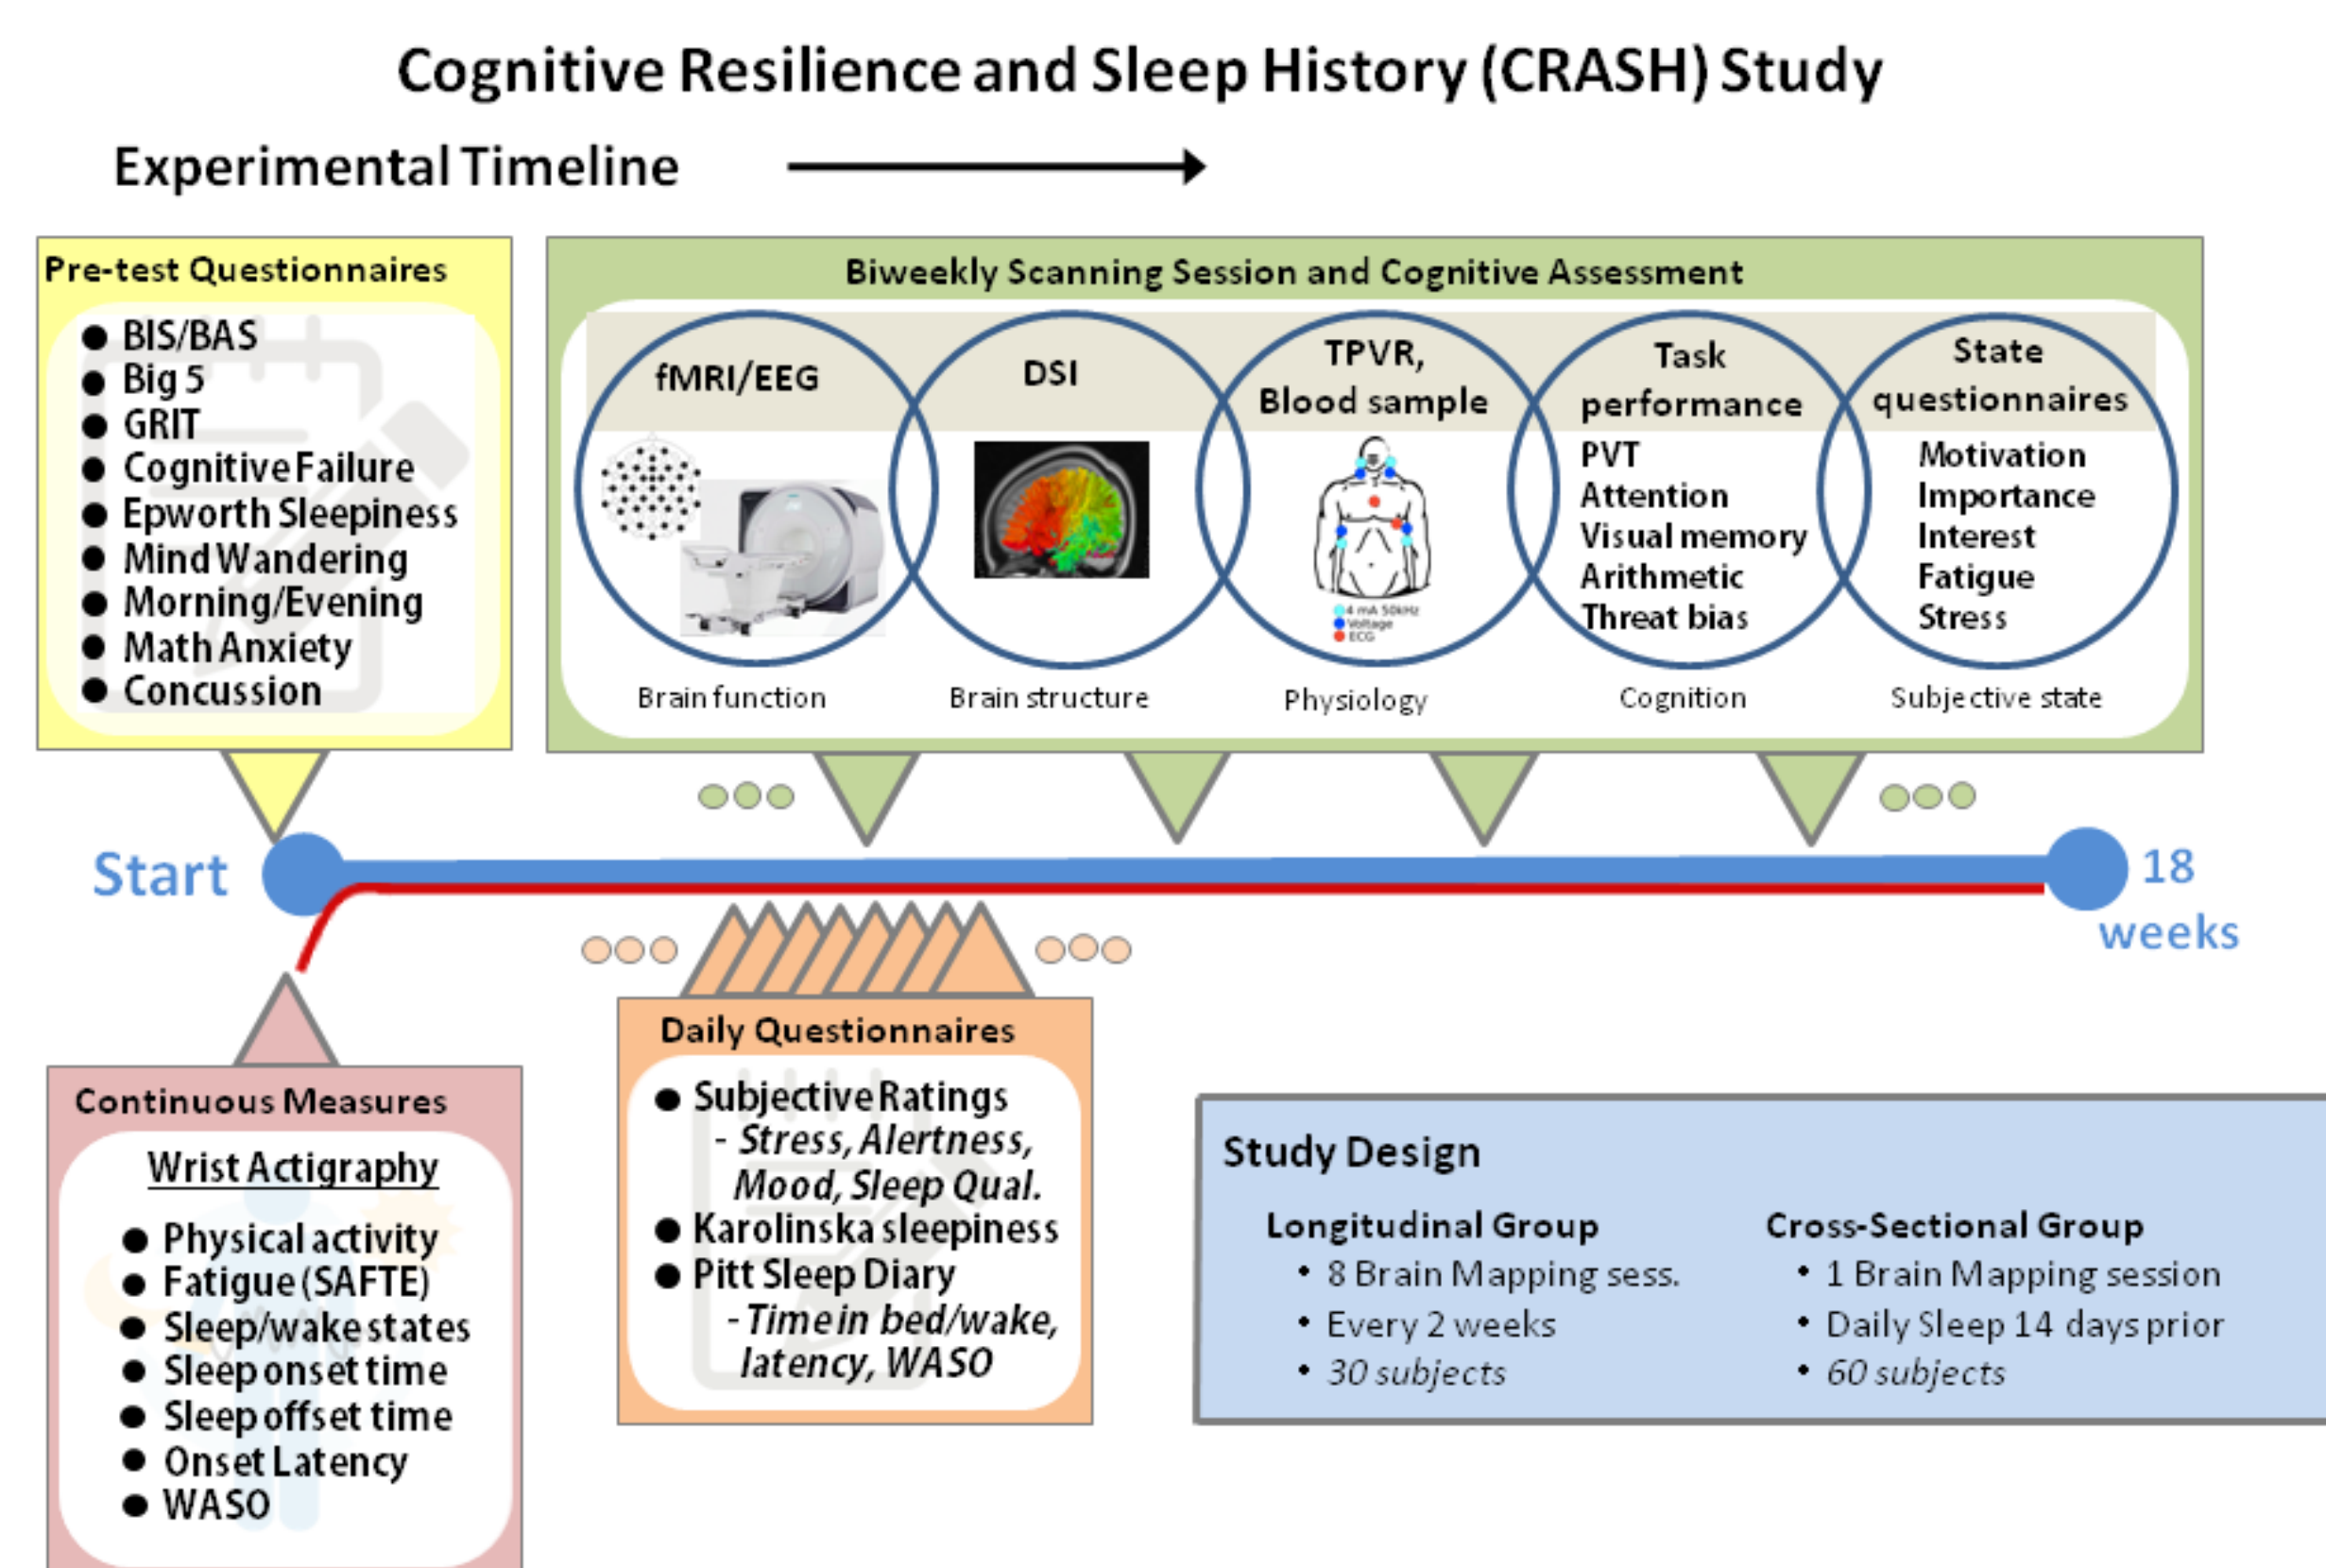 Cognitive Resilience and Sleep History (CRASH) Study
Experimental Timeline
Pre-test Questionnaires
BIS/BAS
Big 5
GRIT
Cognitive Failure
Epworth Sleepiness
Mind Wandering
Morning/Evening
Math Anxiety
Concussion
Biweekly Scanning Session and Cognitive Assessment
fMRI/EEG
Brain function
DSI
Brain structure
TPVR,
Blood sample
4 mA 50kHz
Voltage
ECG
Physiology
Task
performance
PVT
Attention
Visual memory
Arithmetic
Threat bias
Cognition
State
questionnaires
Motivation
Importance
Interest
Fatigue
Stress
Subjective state
Start
18
weeks
Continuous Measures
Wrist Actigraphy
Physical activity
Fatigue (SAFTE)
Sleep/wake states
Sleep onset time
Sleep offset time
Onset Latency
WASO
Daily Questionnaires
Subjective Ratings
- Stress, Alertness,
Mood, Sleep Qual.
Karolinska sleepiness
Pitt Sleep Diary
- Time in bed/wake,
latency, WASO
Study Design
Longitudinal Group
• 8 Brain Mapping sess.
• Every 2 weeks
• 30 subjects
Cross-Sectional Group
• 1 Brain Mapping session
• Daily Sleep 14 days prior
• 60 subjects